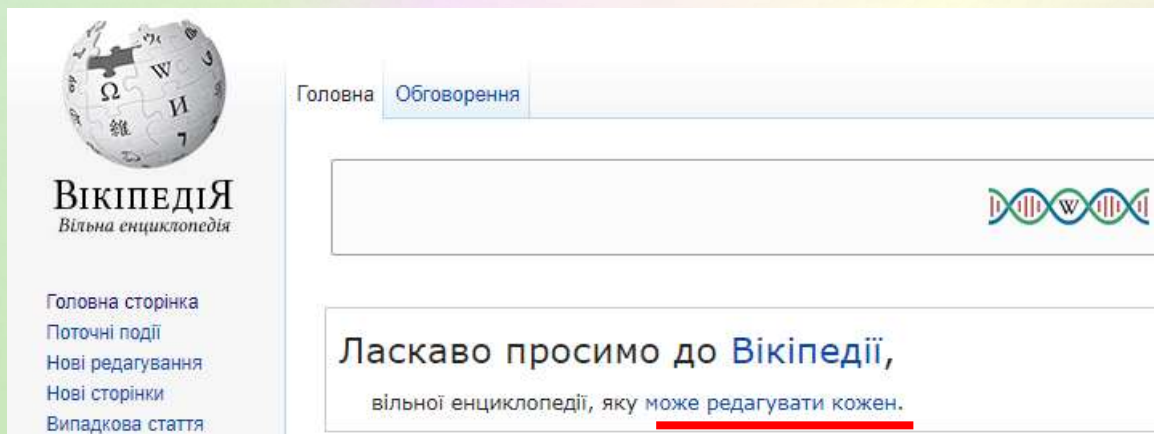 ВІКІПЕДІЯ
Вільна енциклопедія
Головна сторінка
Поточні події
Нові редагування
Нові сторінки
Випадкова стаття
Головна Обговорення
W
Ласкаво просимо до Вікіпедії,
вільної енциклопедії, яку може редагувати кожен.